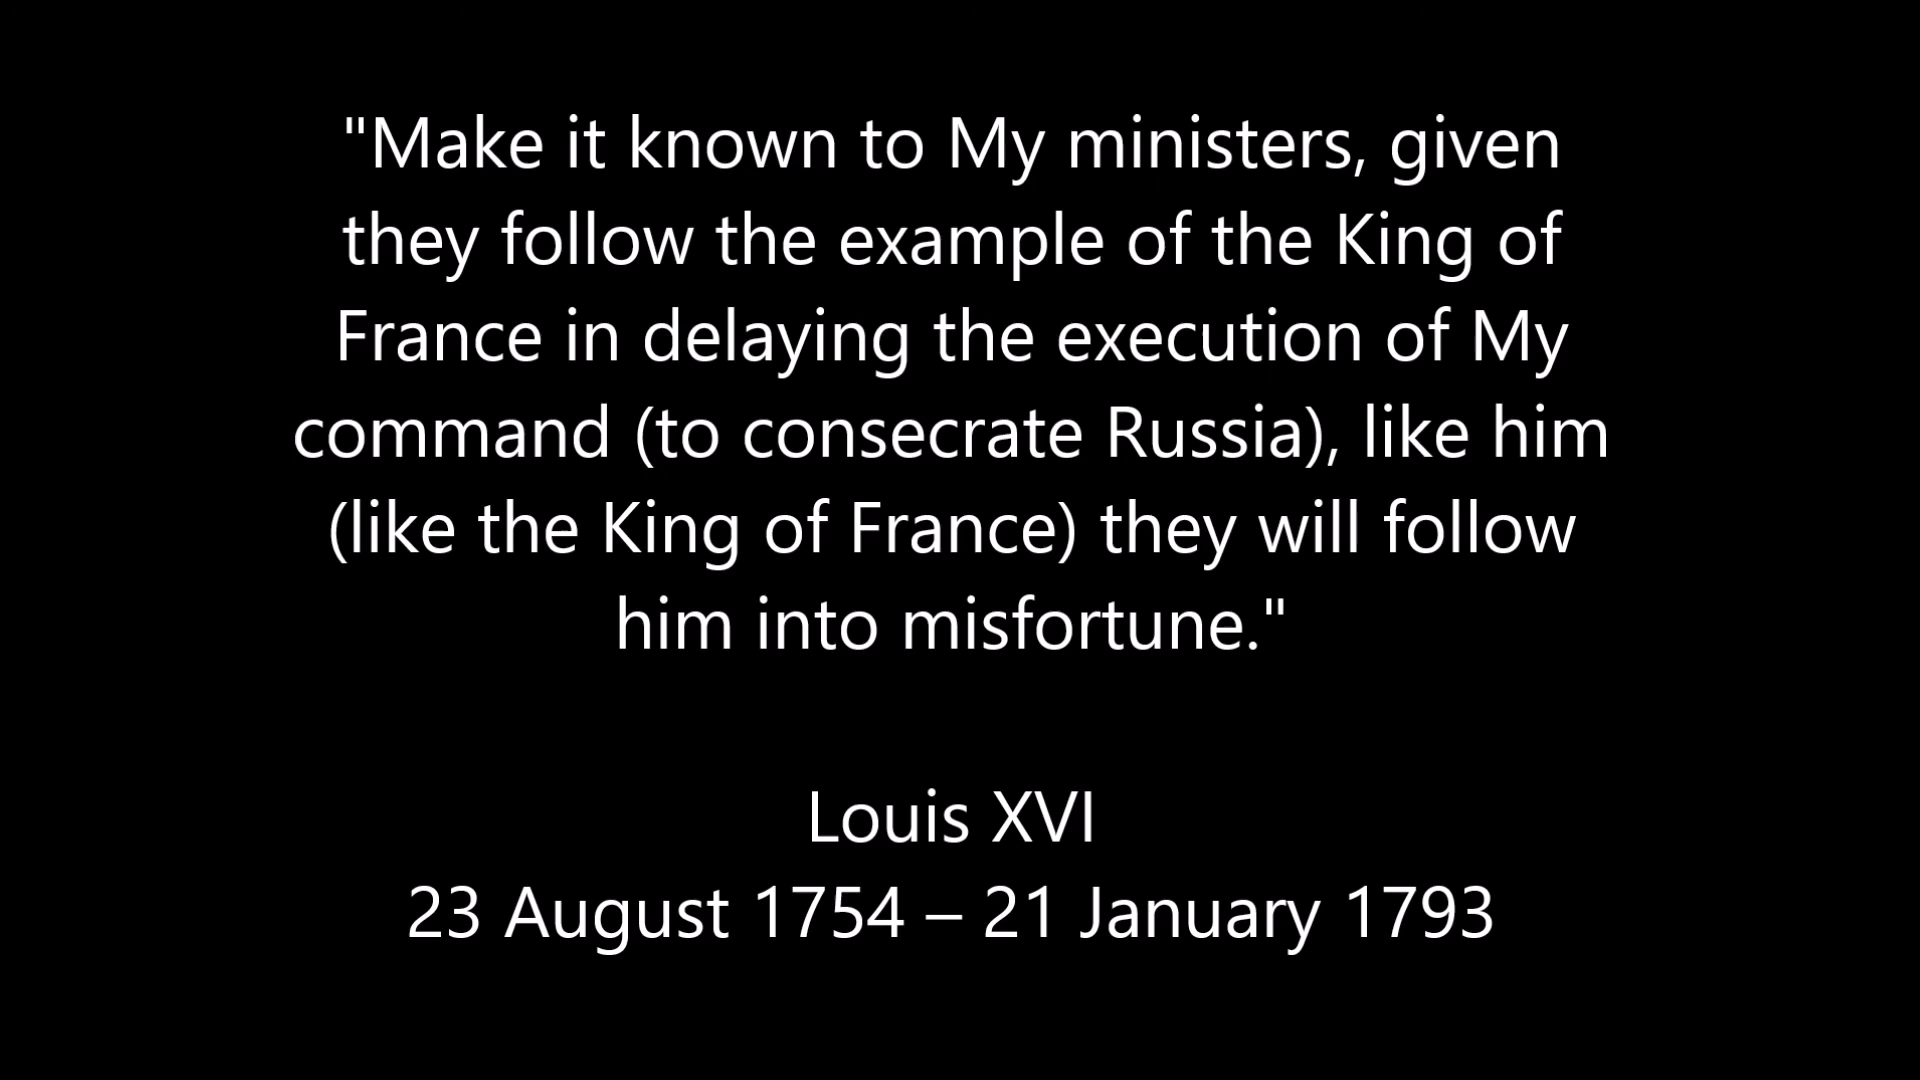 "Make it known to My ministers, given
they follow the example of the King of
France in delaying the execution of My
command (to consecrate Russia), like him
(like the King of France) they will follow
him into misfortune."
Louis XVI
23 August 1754 – 21 January 1793